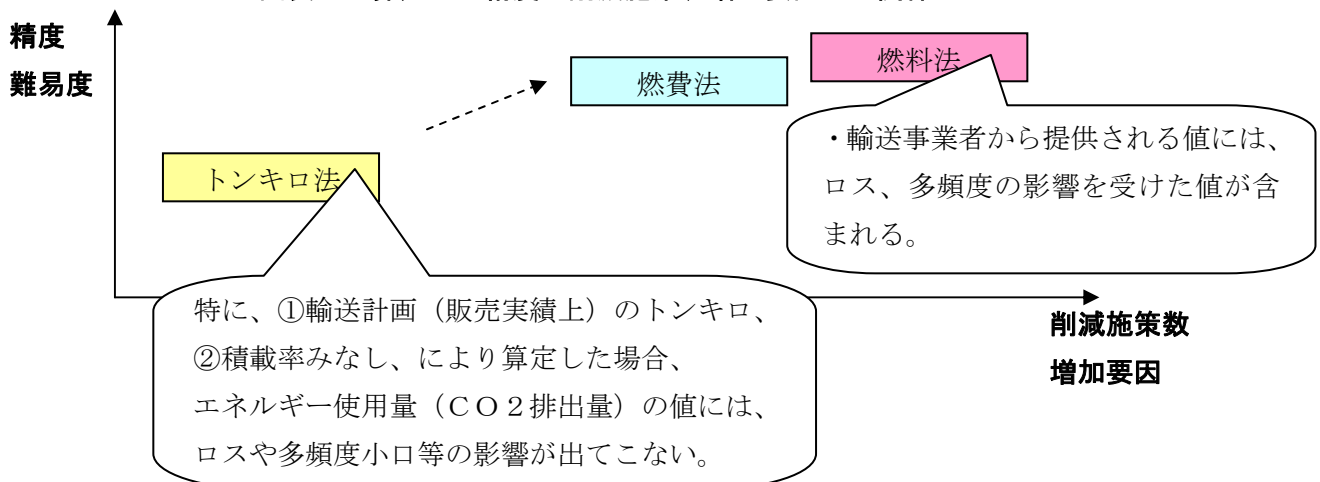 精度
難易度
燃料法
燃費法
・輸送事業者から提供される値には、
ロス、多頻度の影響を受けた値が含
まれる。
トンキロ法
特に、①輸送計画（販売実績上）のトンキロ、
②積載率みなし、により算定した場合、
エネルギー使用量（ＣＯ２排出量）の値には、
ロスや多頻度小口等の影響が出てこない。
削減施策数
増加要因